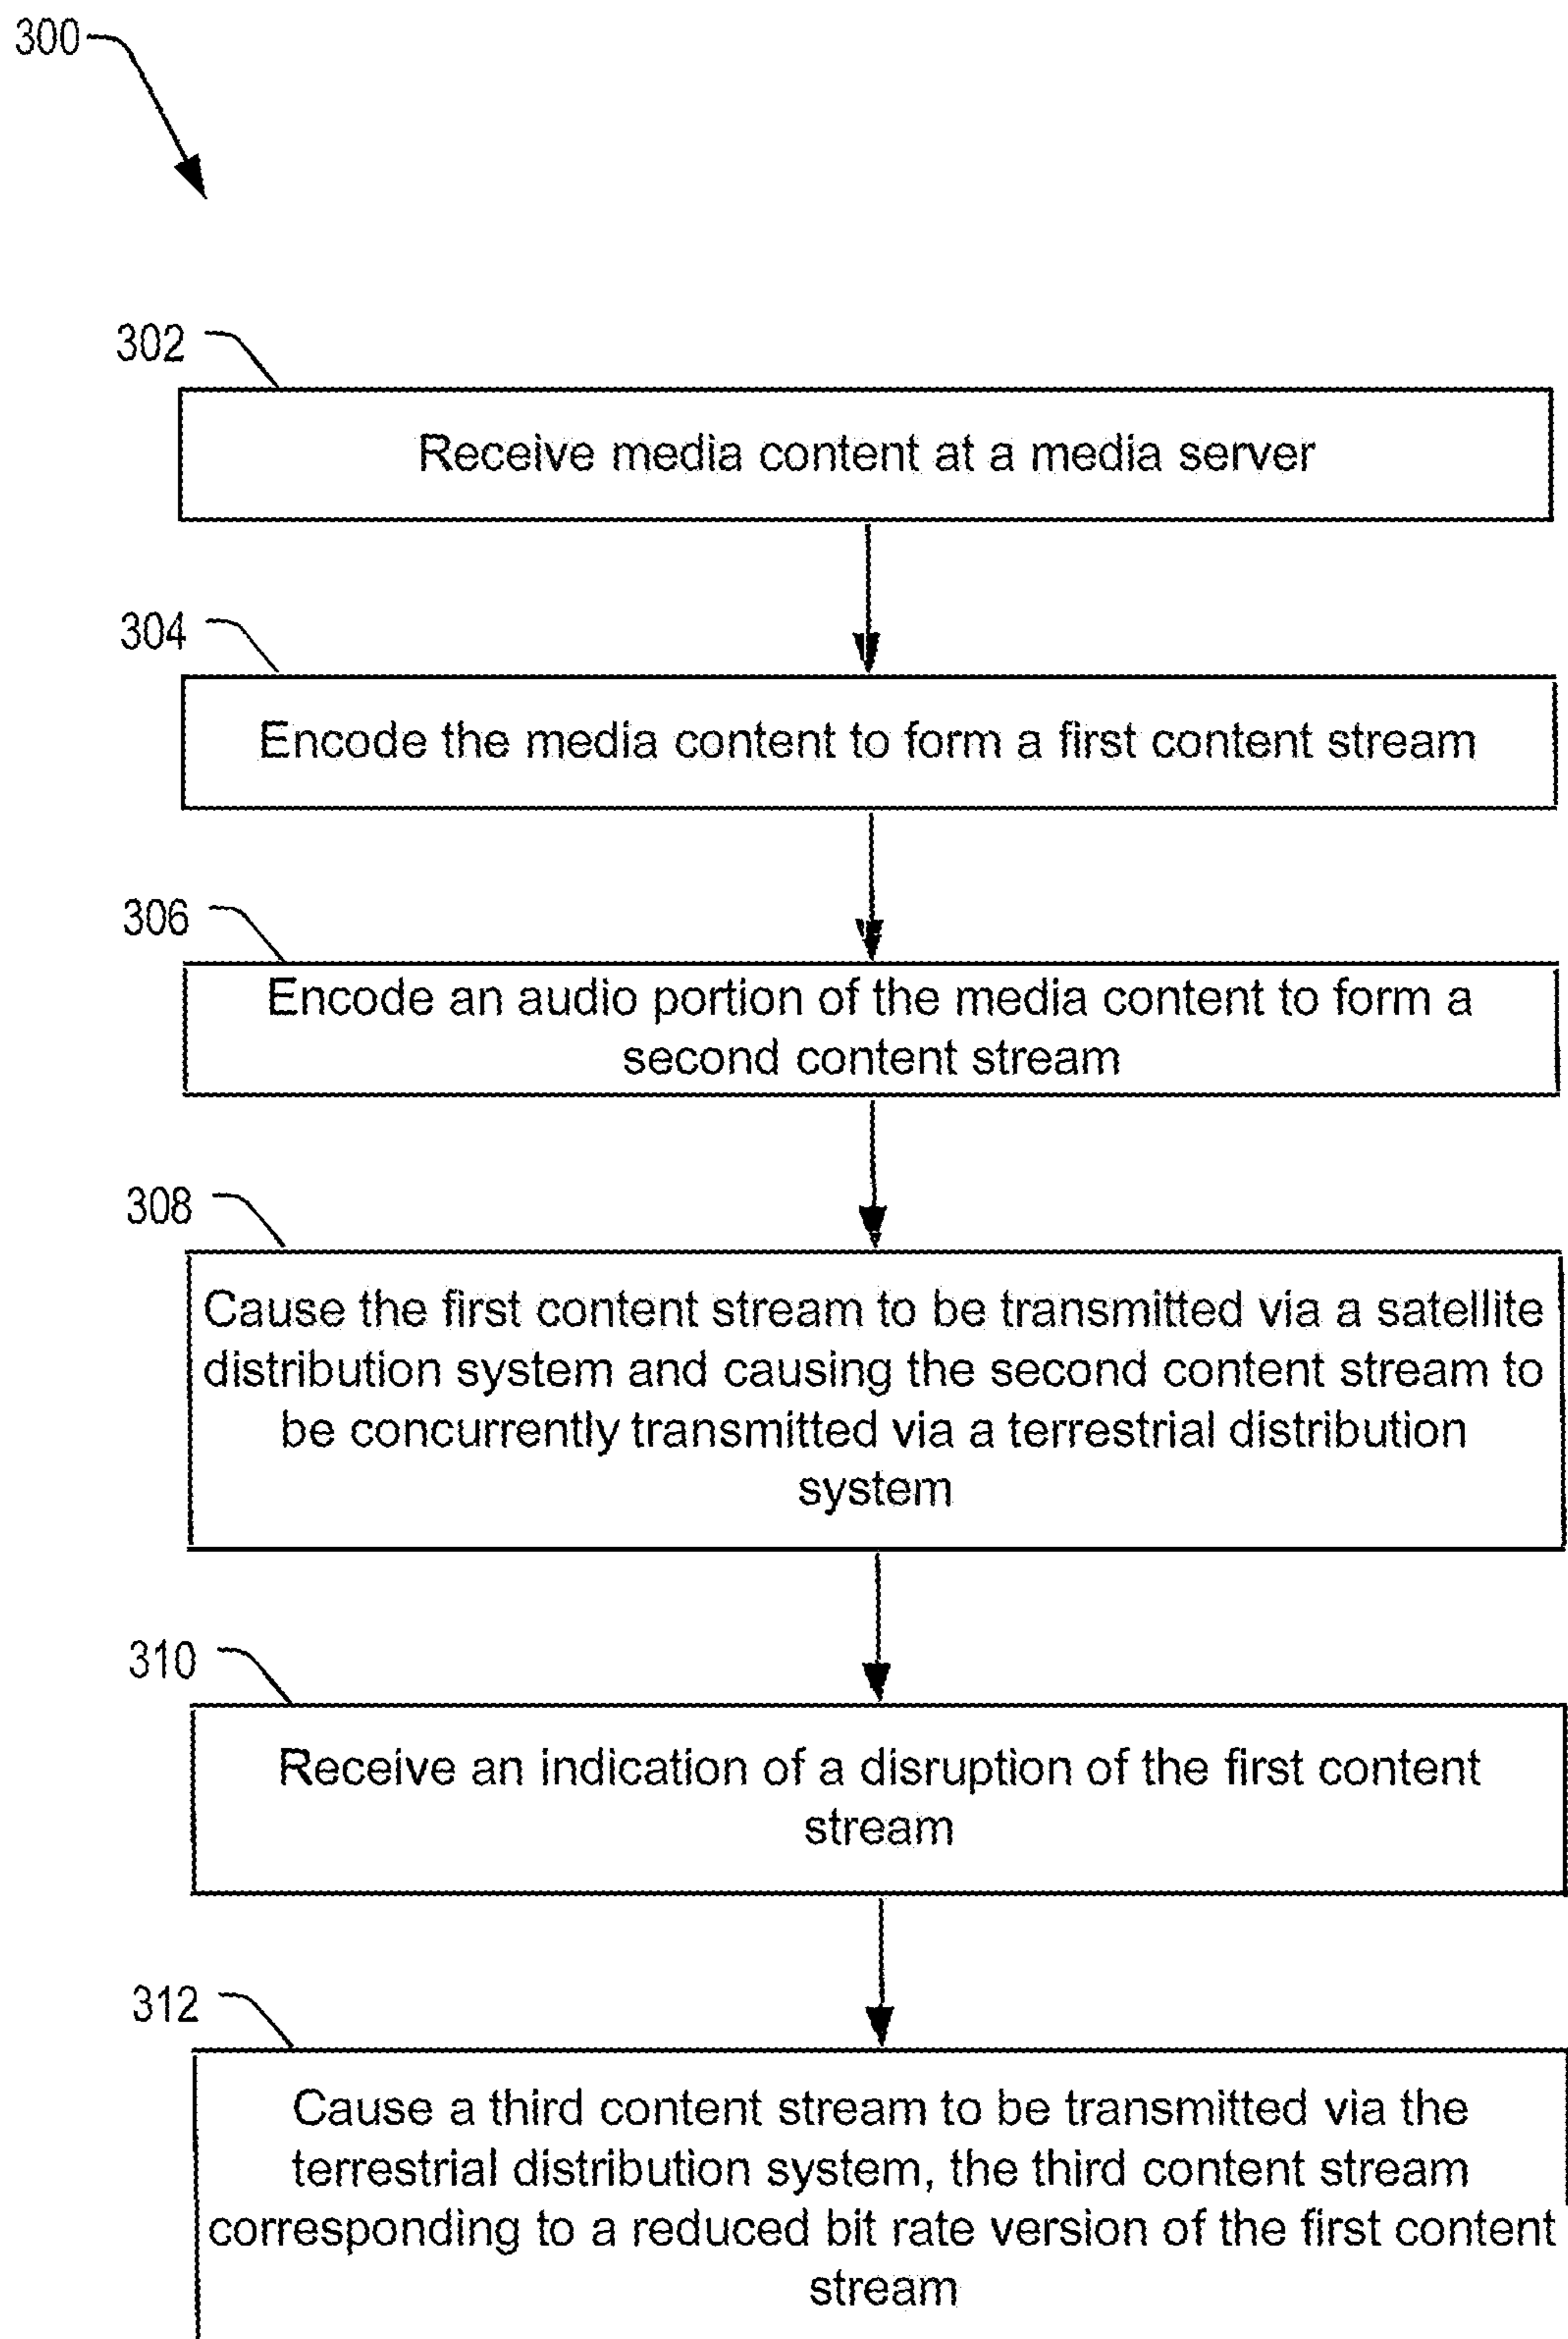 300
302
Receive media content at a media server
304
Encode the media content to form a first content stream
306
Encode an audio portion of the media content to form a
second content stream
308
Cause the first content stream to be transmitted via a satellite
distribution system and causing the second content stream to
be concurrently transmitted via a terrestrial distribution
system
310
Receive an indication of a disruption of the first content
stream
312
Cause a third content stream to be transmitted via the
terrestrial distribution system, the third content stream
corresponding to a reduced bit rate version of the first content
stream